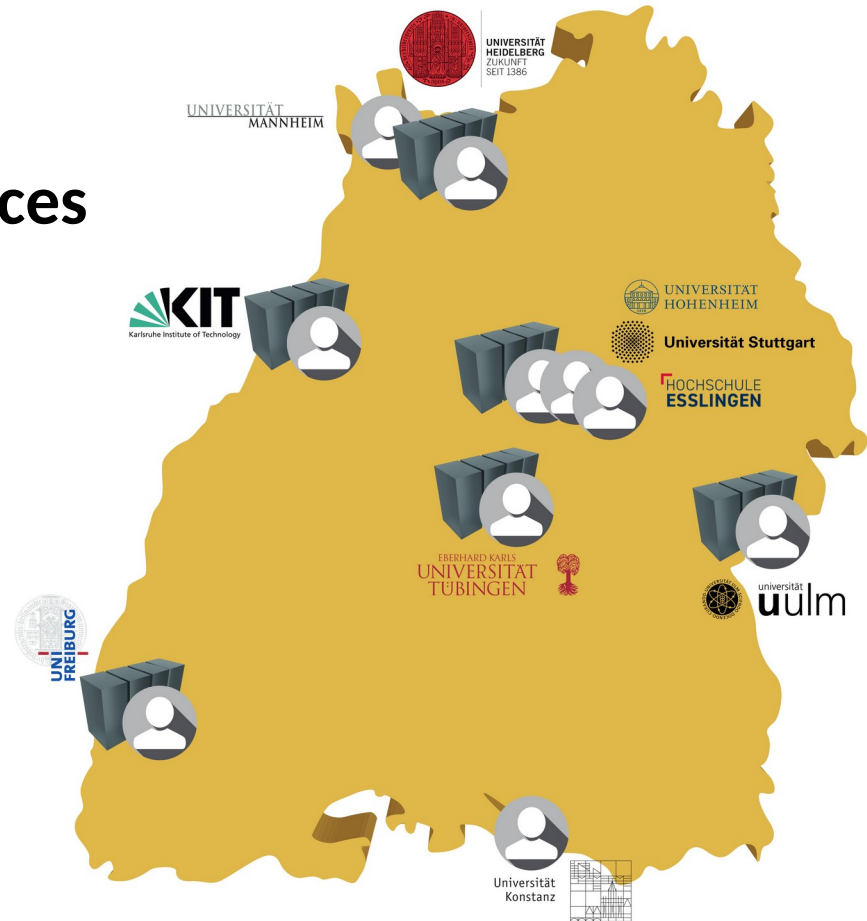 UNIVERSITÄT
HEIDELBERG
ZUKUNFT
SEIT 1386
UNIVERSITÄT
MANNHEIM
ces
KIT
Karlsruhe Institute of Technology
UNIVERSITÄT
HOHENHEIM
Universität Stuttgart
HOCHSCHULE
ESSLINGEN
EBERHARD KARLS
UNIVERSITÄT
TÜBINGEN
universität
uulm
UNI
FREIBURG
Universität
Konstanz